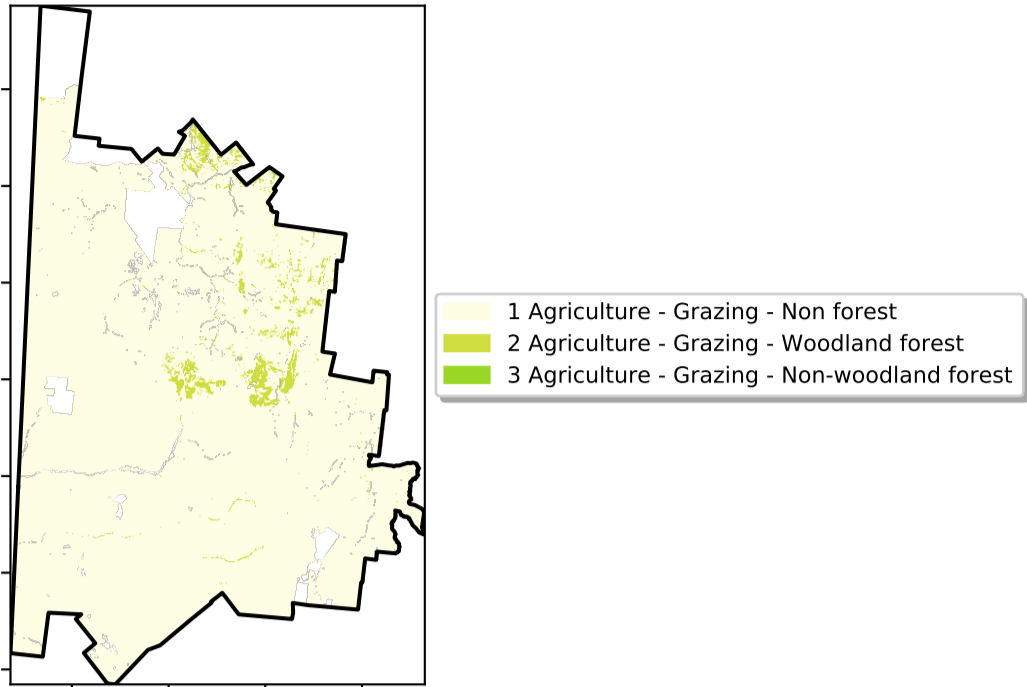 1 Agriculture - Grazing - Non forest
2 Agriculture - Grazing - Woodland forest
3 Agriculture - Grazing - Non-woodland forest